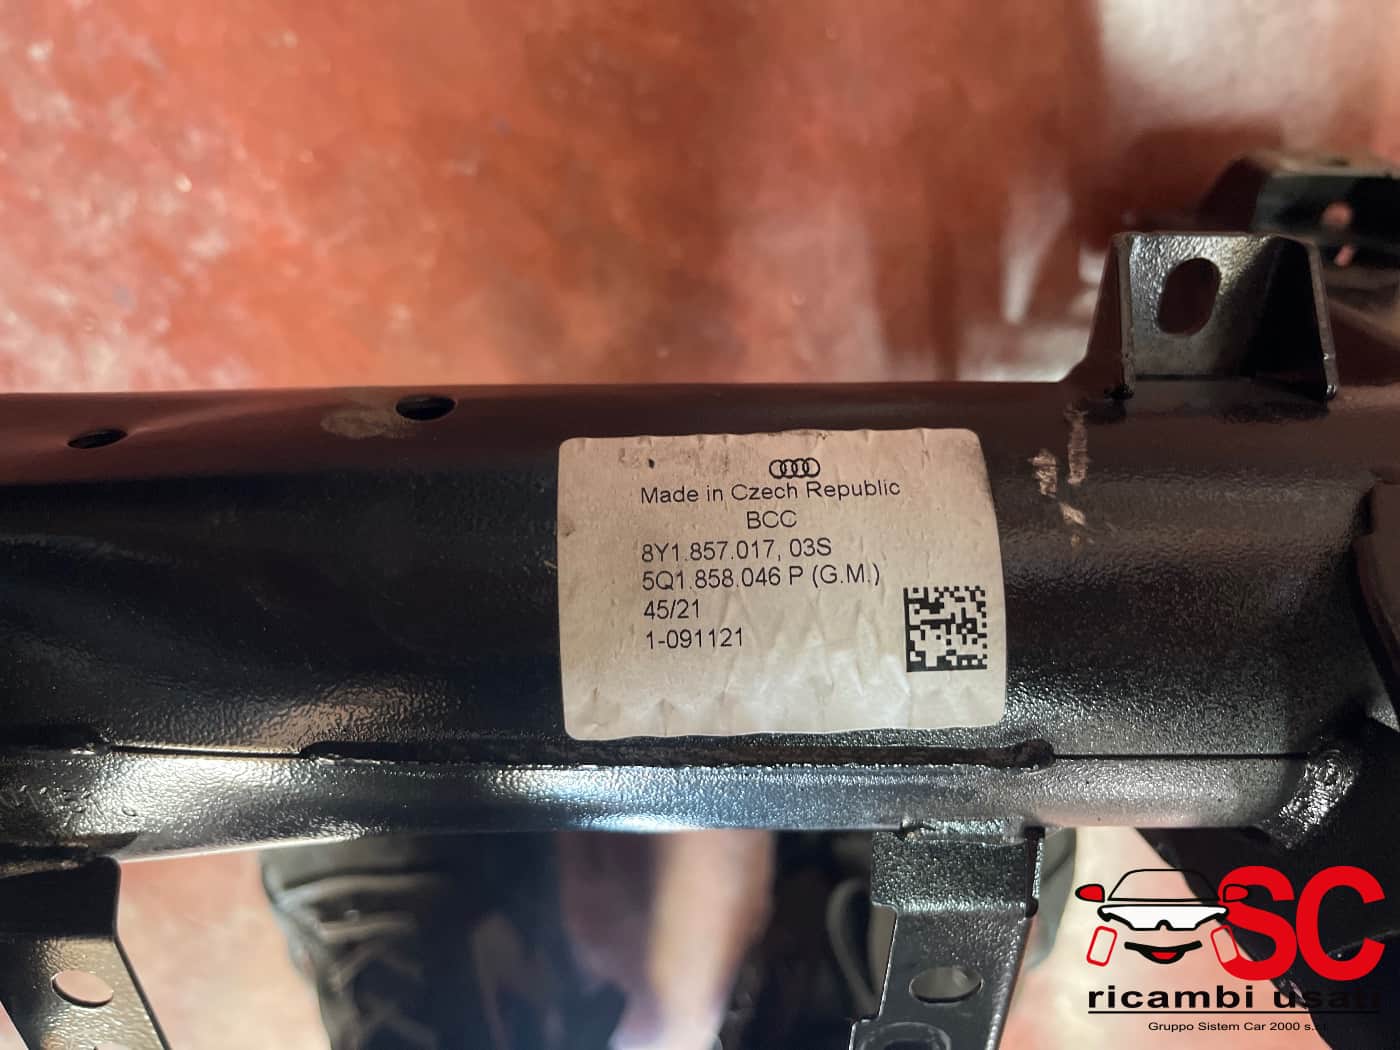 Made in Czech Republic
BCC
8Y1.857.017, 03S
5Q1.858.046 P (G.M.)
45/21
1-091121
SC
ricambi usati
Gruppo Sistem Car 2000 s.r.l.